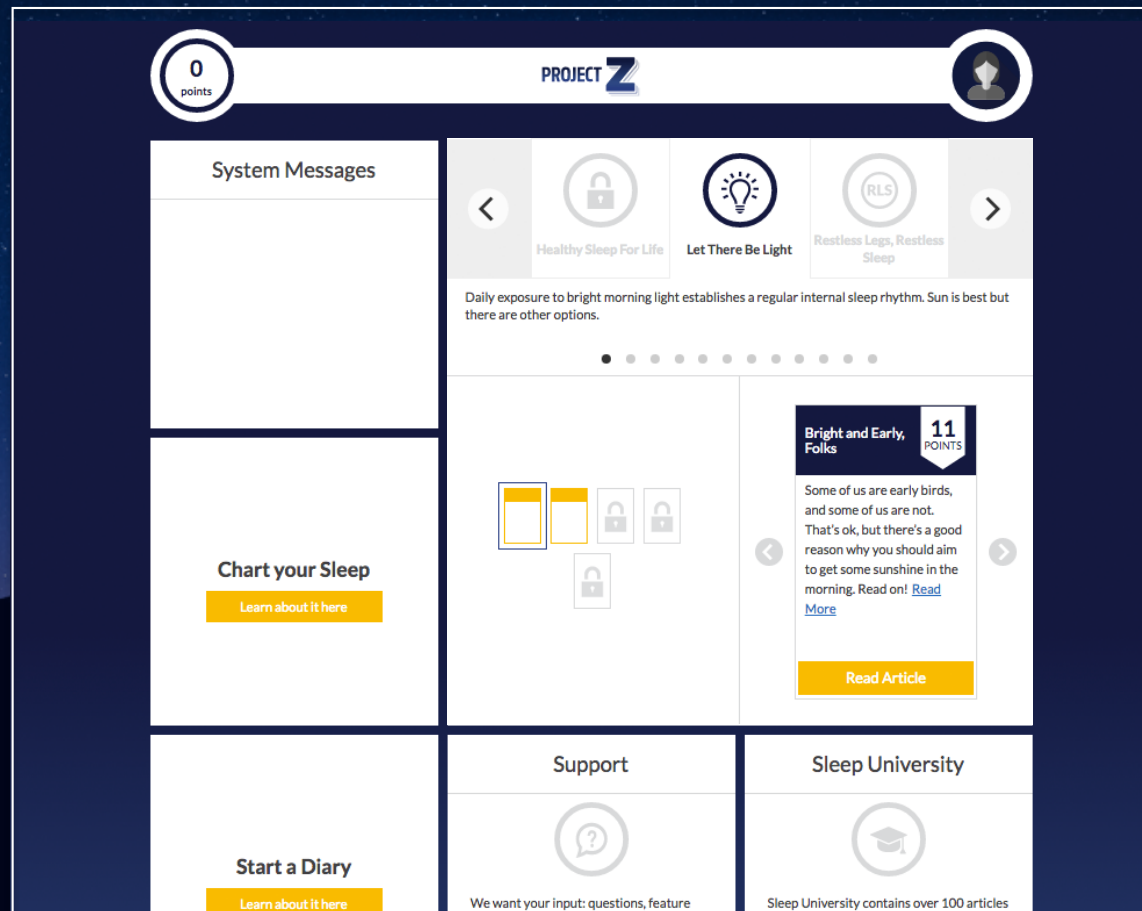 0
points
PROJECT Z
System Messages
Healthy Sleep For Life
Let There Be Light
RLS
Restless Legs, Restless
Sleep
Daily exposure to bright morning light establishes a regular internal sleep rhythm. Sun is best but
there are other options.
Chart your Sleep
Learn about it here
Bright and Early,
Folks
11
POINTS
Some of us are early birds,
and some of us are not.
That's ok, but there's a good
reason why you should aim
to get some sunshine in the
morning. Read on! Read
More
Read Article
Start a Diary
Learn about it here
Support
?
We want your input: questions, feature
Sleep University
Sleep University contains over 100 articles